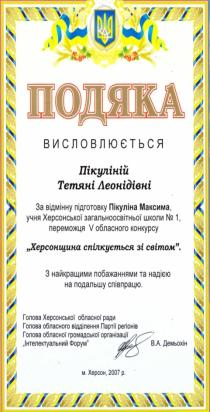 ПОДЯКА
ВИСЛОВЛЮЄТЬСЯ
Пікуліній
Тетяні Леонідівні
За відмінну підготовку Пікуліна Максима,
учня Херсонської загальноосвітньої школи № 1,
переможця V обласного конкурсу
„Херсонщина спілкується зі світом”.
З найкращими побажаннями та надією
на подальшу співпрацю.
Голова Херсонської обласної ради
Голова обласного відділення Партії регіонів
Голова обласної громадської організації
„Інтелектуальний Форум” В.А. Демьохін
м. Херсон, 2007 р.